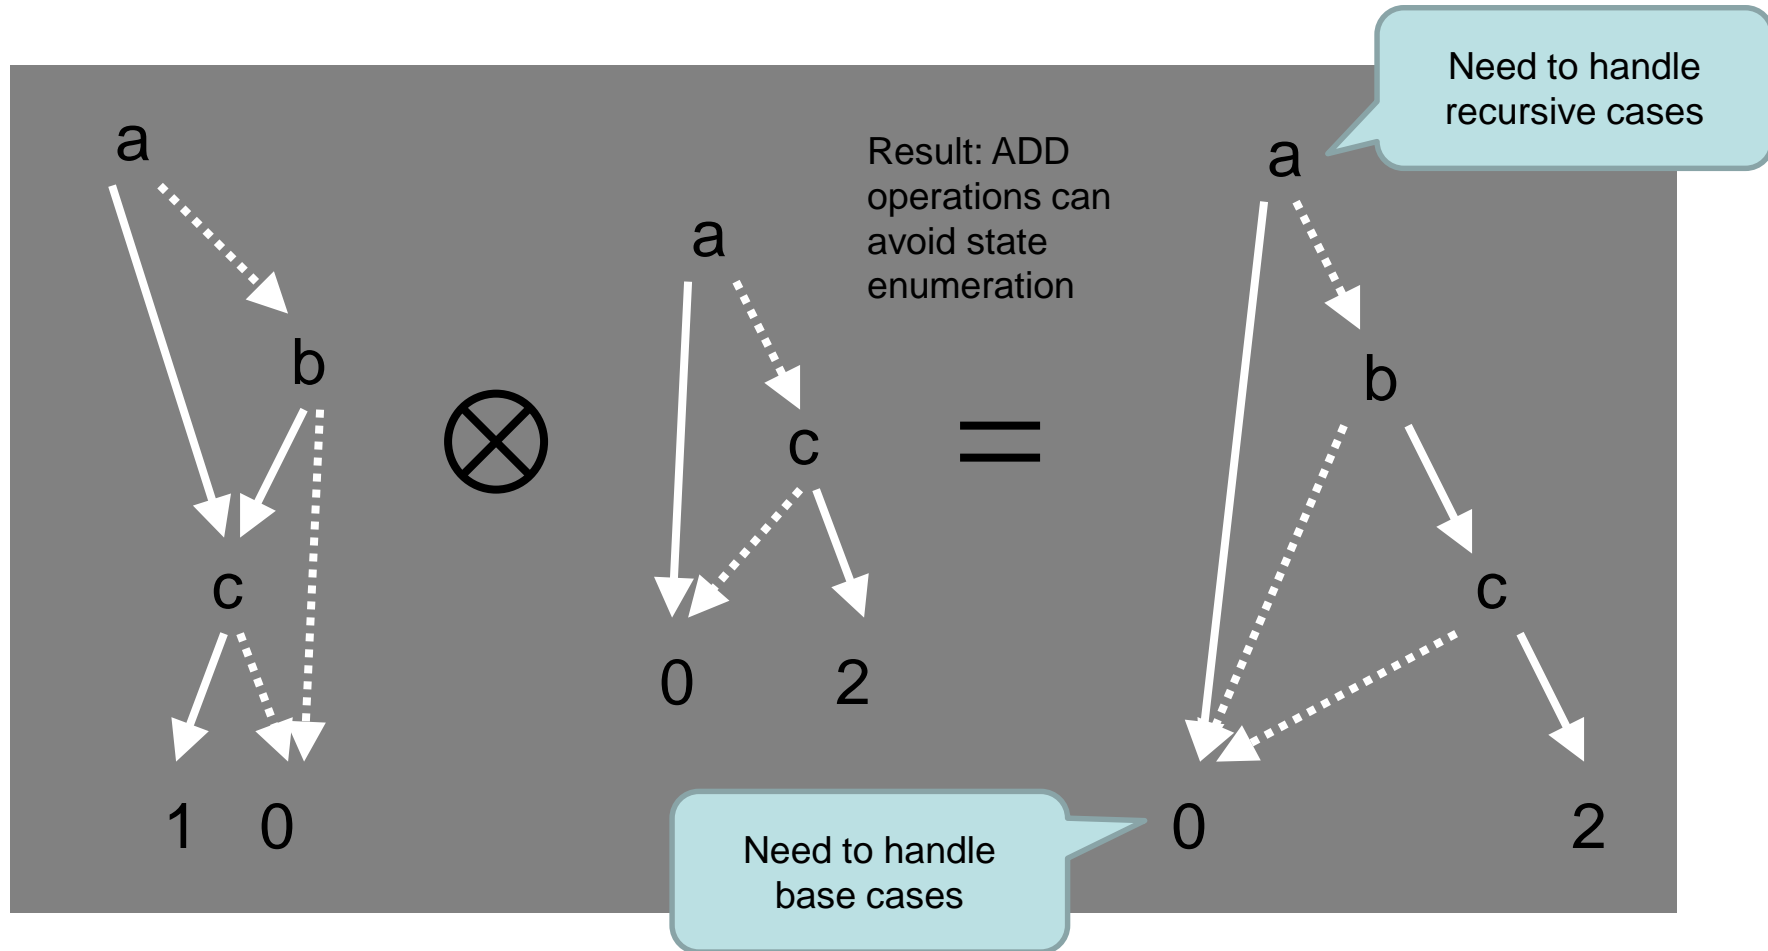 Need to handle
recursive cases
a
a
Result: ADD
operations can
avoid state
enumeration
a
b
b
c
⊗
=
c
c
0
2
1
0
0
2
Need to handle
base cases